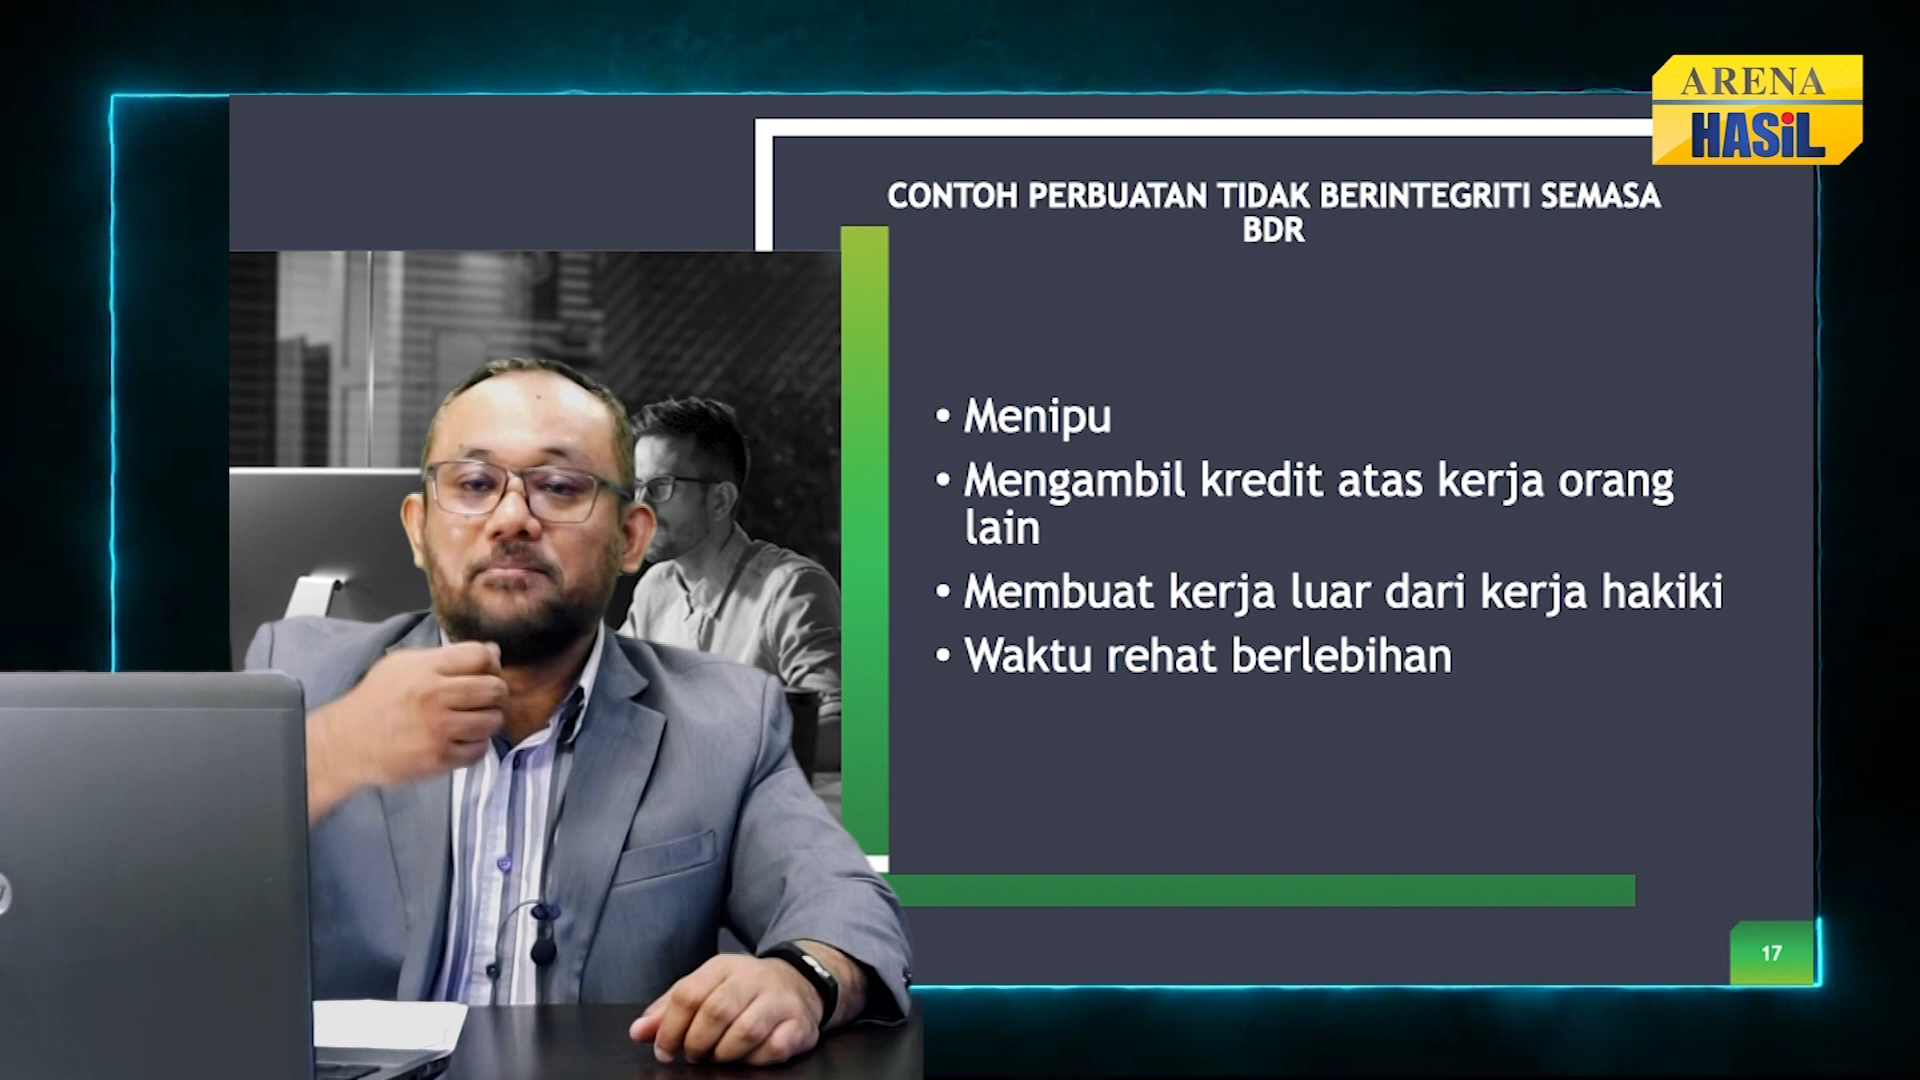 ARENA
HASiL
CONTOH PERBUATAN TIDAK BERINTEGRITI SEMASA
BDR
• Menipu
• Mengambil kredit atas kerja orang
lain
• Membuat kerja luar dari kerja hakiki
• Waktu rehat berlebihan
17